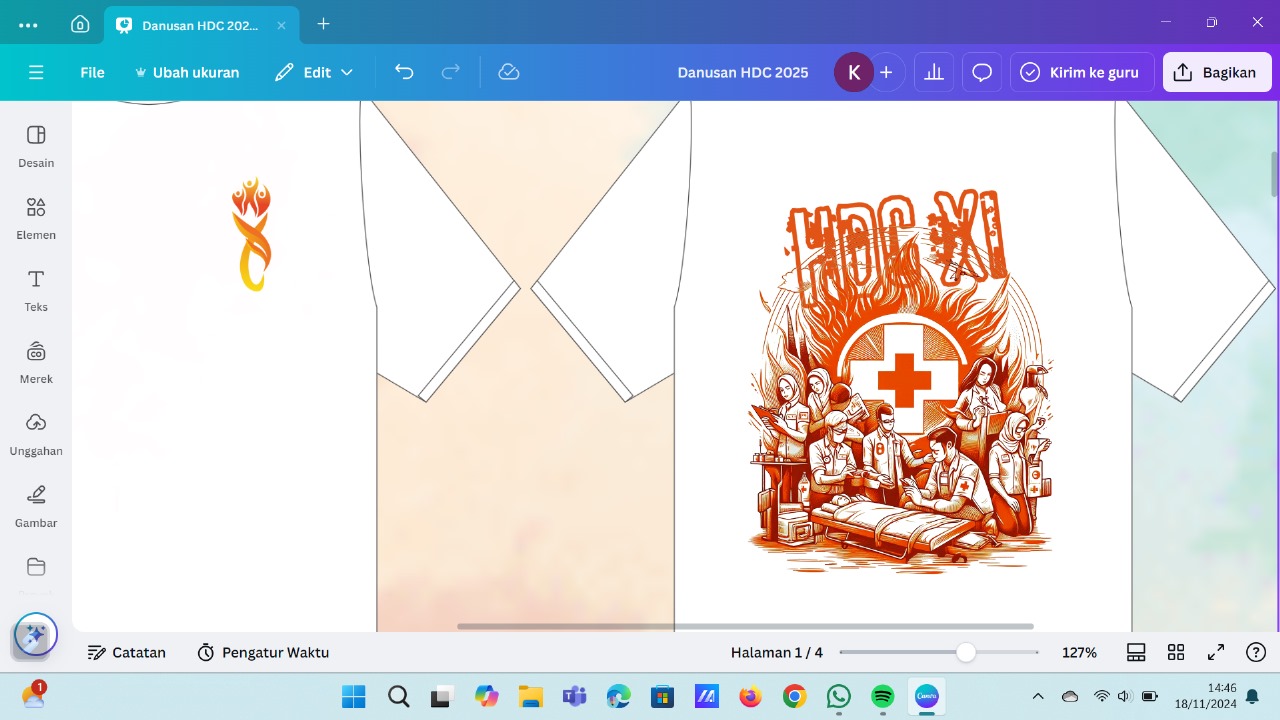 Danusan HDC 202...
File
Ubah ukuran
Edit
Danusan HDC 2025
K
Kirim ke guru
Bagikan
Desain
Elemen
Teks
Merek
Unggahan
Gambar
HDC XI
Catatan
Pengatur Waktu
Halaman 1 / 4
127%
1
Canva
14:46
18/11/2024